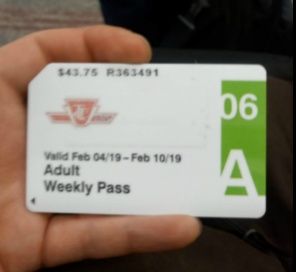 $43.75 R363491
06
Valid Feb 04/19 – Feb 10/19
Adult
Weekly Pass
A